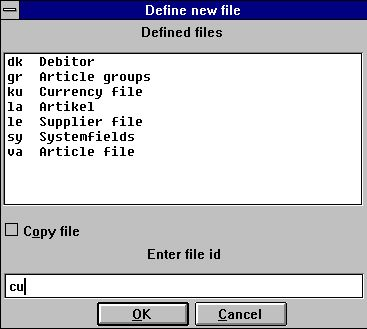 Define new file
Defined files
dk Debitor
gr Article groups
ku Currency file
la Artikel
le Supplier file
sy Systemfields
va Article file
Copy file
Enter file id
cu
OK
Cancel